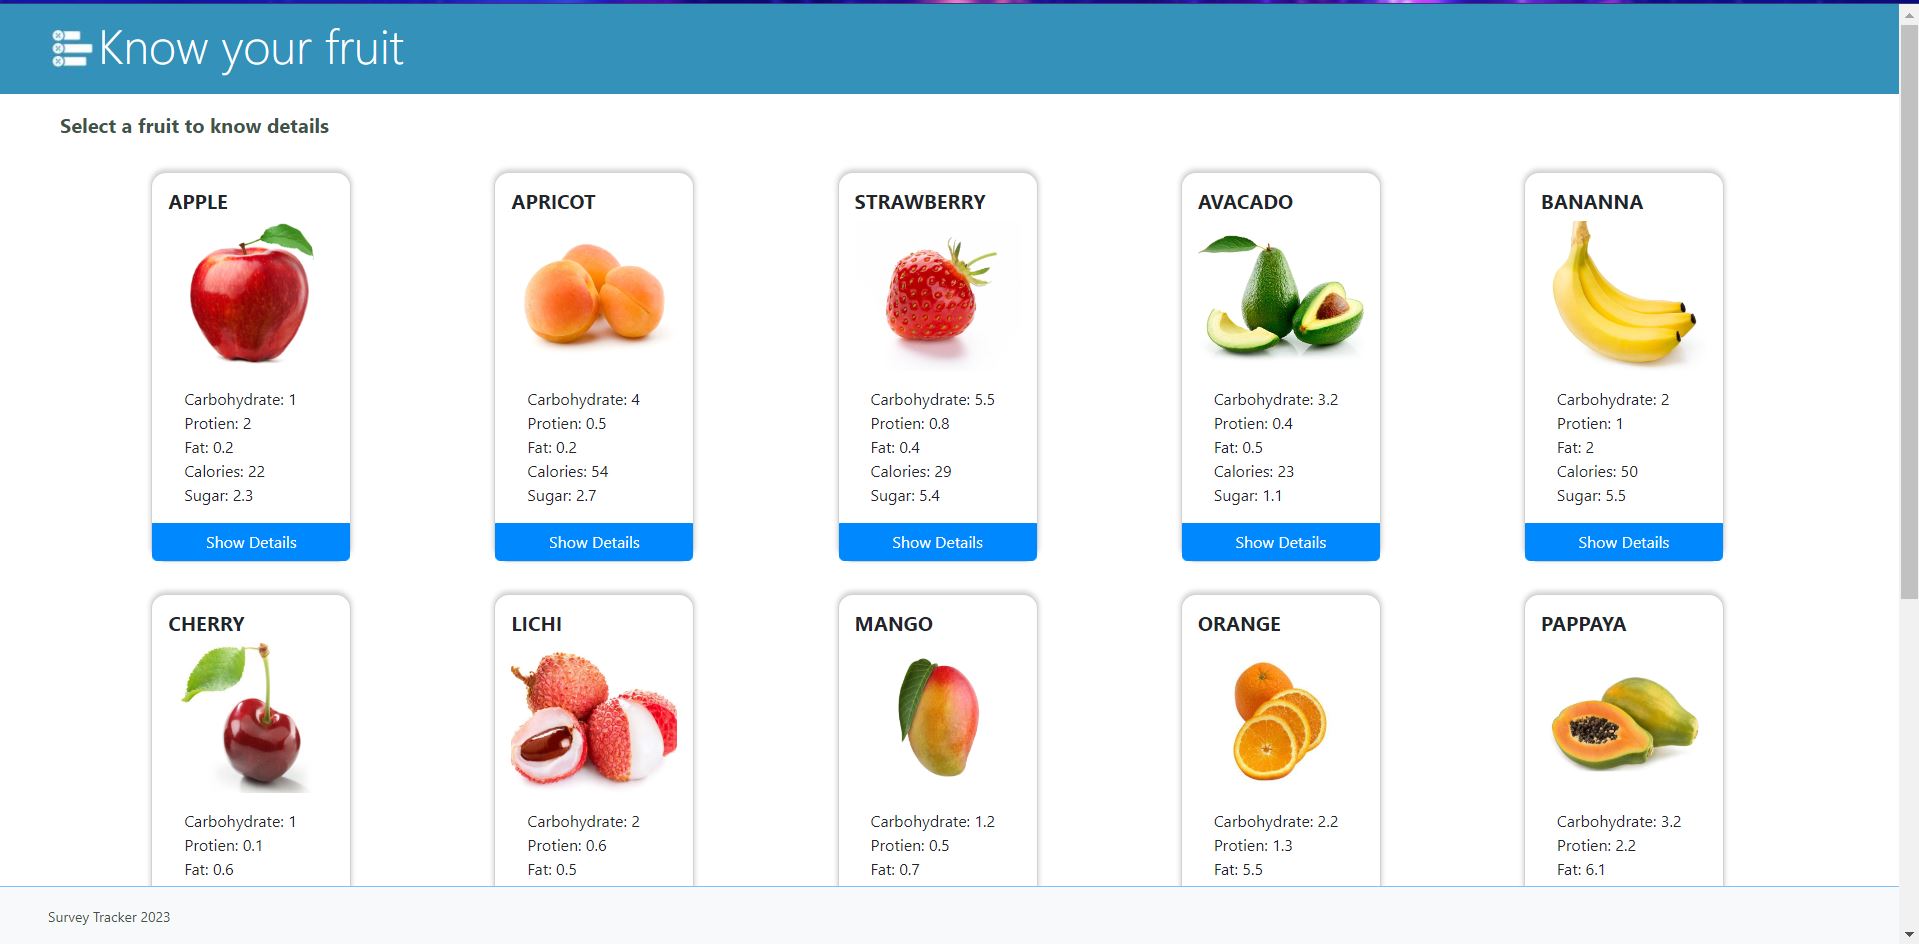 Know your fruit
Select a fruit to know details
APPLE
Carbohydrate: 1
Protien: 2
Fat: 0.2
Calories: 22
Sugar: 2.3
Show Details
APRICOT
Carbohydrate: 4
Protien: 0.5
Fat: 0.2
Calories: 54
Sugar: 2.7
Show Details
STRAWBERRY
Carbohydrate: 5.5
Protien: 0.8
Fat: 0.4
Calories: 29
Sugar: 5.4
Show Details
AVACADO
Carbohydrate: 3.2
Protien: 0.4
Fat: 0.5
Calories: 23
Sugar: 1.1
Show Details
BANANNA
Carbohydrate: 2
Protien: 1
Fat: 2
Calories: 50
Sugar: 5.5
Show Details
CHERRY
Carbohydrate: 1
Protien: 0.1
Fat: 0.6
LICHI
Carbohydrate: 2
Protien: 0.6
Fat: 0.5
MANGO
Carbohydrate: 1.2
Protien: 0.5
Fat: 0.7
ORANGE
Carbohydrate: 2.2
Protien: 1.3
Fat: 5.5
PAPPAYA
Carbohydrate: 3.2
Protien: 2.2
Fat: 6.1
Survey Tracker 2023